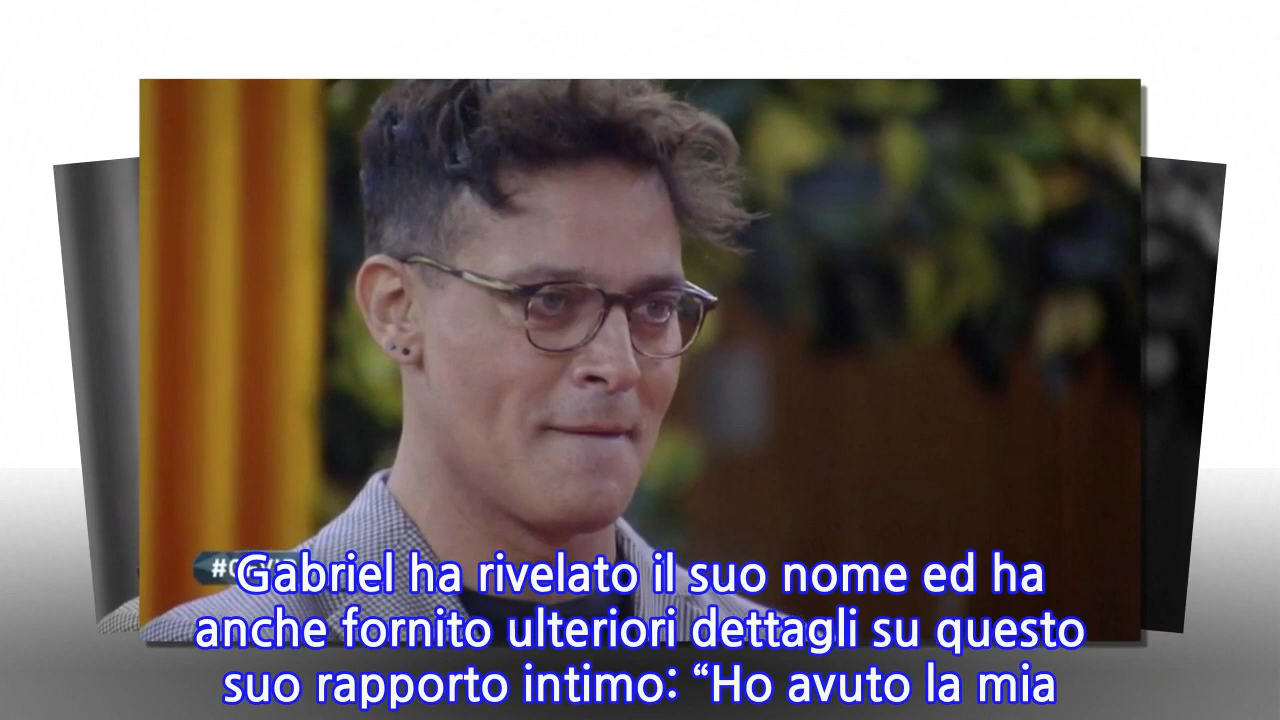 Gabriel ha rivelato il suo nome ed ha
anche fornito ulteriori dettagli su questo
suo rapporto intimo: “Ho avuto la mia